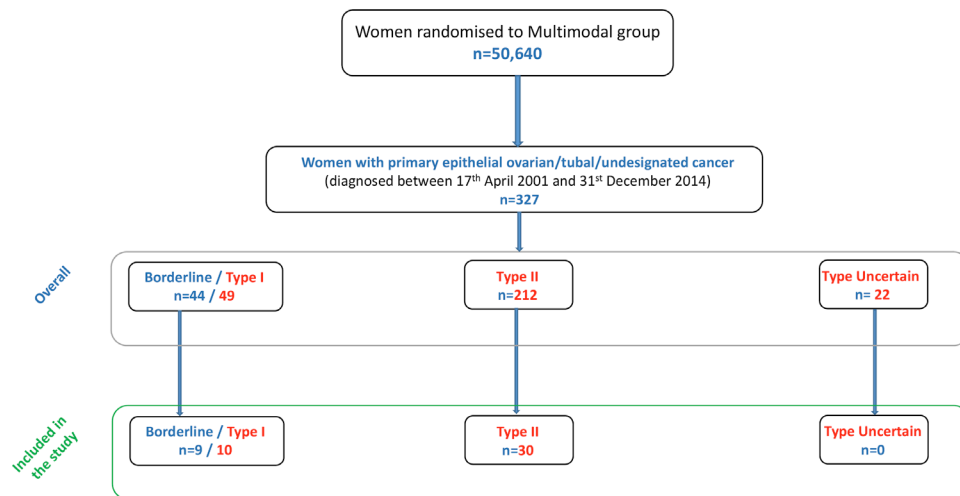 Women randomised to Multimodal group
n=50,640
Women with primary epithelial ovarian/tubal/undesignated cancer
(diagnosed between 17th April 2001 and 31st December 2014)
n=327
Overall
Borderline / Type I
n=44 / 49
Type II
n=212
Type Uncertain
n= 22
Included in
the study
Borderline / Type I
n=9 / 10
Type II
n=30
Type Uncertain
n=0